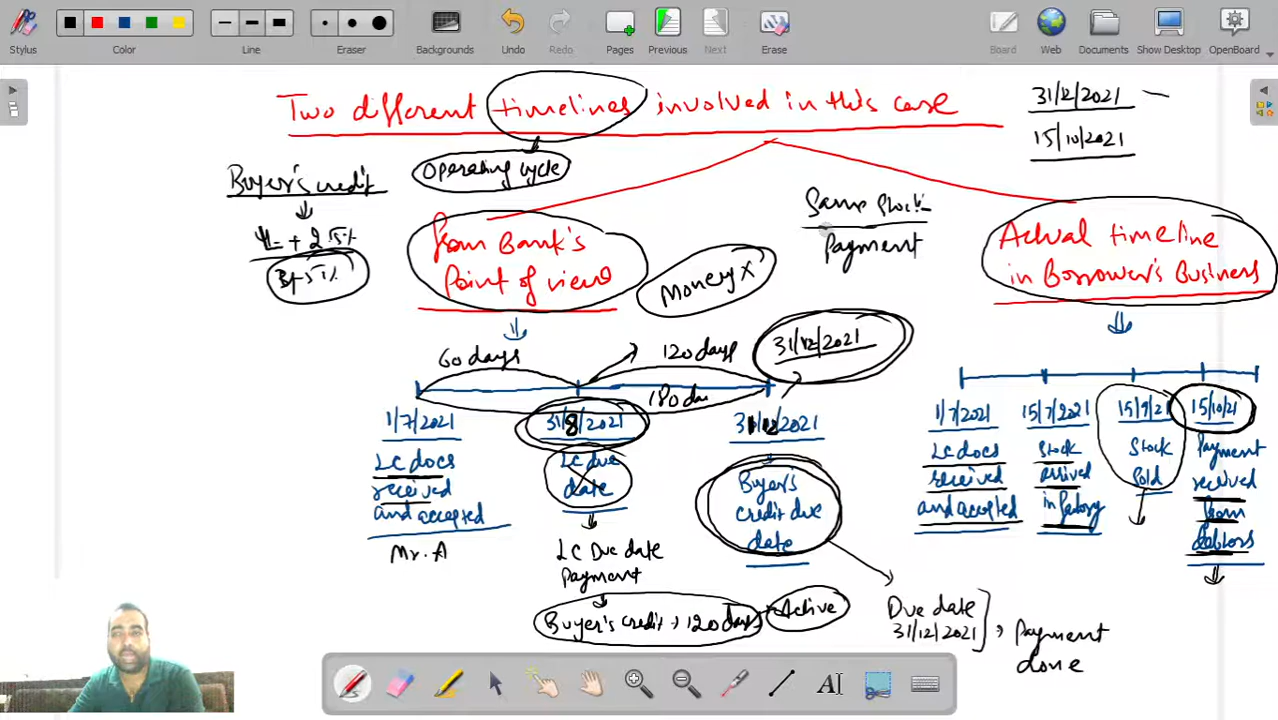 Stylus
Color
Line
Eraser
Backgrounds
Undo
Redo
Pages
Previous
Next
Erase
Board
Web
Documents
Show Desktop
OpenBoard
Two different timelines involved in this case
31/12/2021
15/10/2021
Operating cycle
Buyer's credit
2.5%
Same stock:-
Payment
from Bank's
Point of view
Money X
Actual timeline
in Borrower's Business
60 days
120 days
31/12/2021
180 da
1/7/2021
31/8/2021
31/12/2021
LC docs
received
and accepted
Mr. A
LC due
date
LC Due date
Payment
Buyer's credit → 120 days
Active
Buyer's
credit due
date
Due date
31/12/2021
Payment
done
1/7/2021
15/7/2021
15/9/21
15/10/21
LC docs
received
and accepted
Stock
arrived
in factory
Stock
Sold
Payment
received
from
debtors